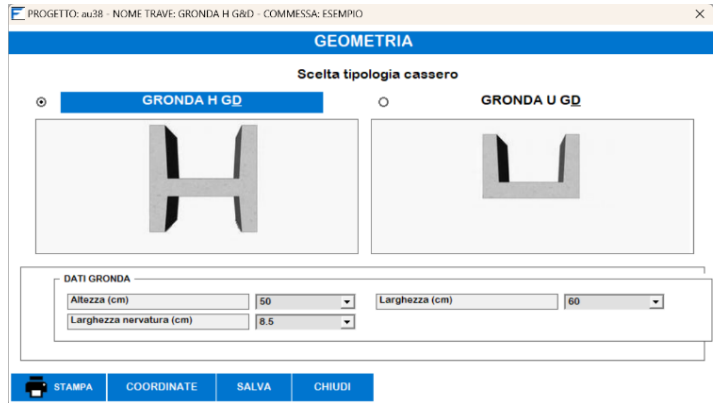 PROGETTO: au38 - NOME TRAVE: GRONDA H G&D - COMMESSA: ESEMPIO
GEOMETRIA
Scelta tipologia cassero
GRONDA H GD
GRONDA U GD
DATI GRONDA
Altezza (cm) 50 Larghezza (cm) 60
Larghezza nervatura (cm) 8.5
STAMPA COORDINATE SALVA CHIUDI